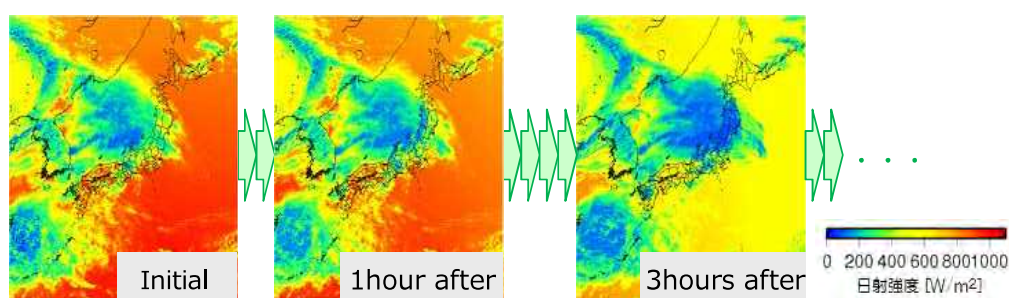 Initial
1hour after
3hours after
. . .
0 200 400 600 8001000
日射強度 [W/m²]